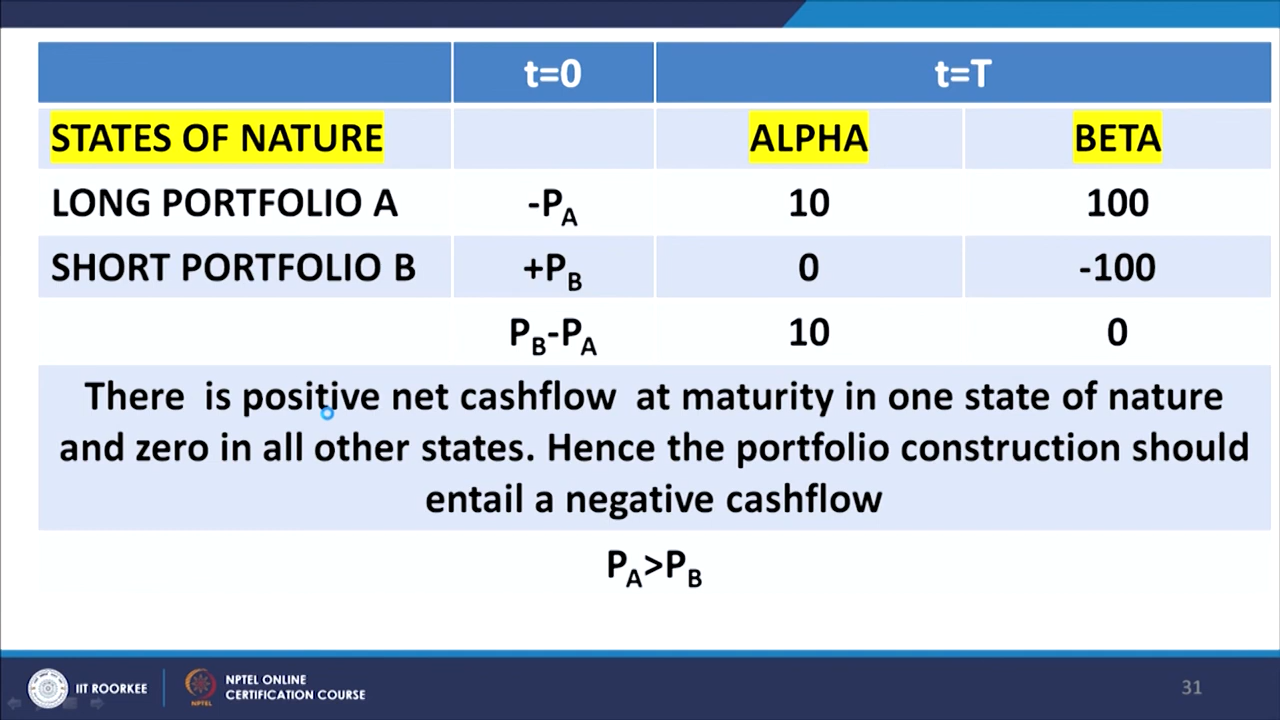 t=0 t=T
STATES OF NATURE ALPHA BETA
LONG PORTFOLIO A -PA 10 100
SHORT PORTFOLIO B +PB 0 -100
PB-PA 10 0
There is positive net cashflow at maturity in one state of nature
and zero in all other states. Hence the portfolio construction should
entail a negative cashflow
PA>PB
IIT ROORKEE
NPTEL ONLINE
CERTIFICATION COURSE
NPTEL
31